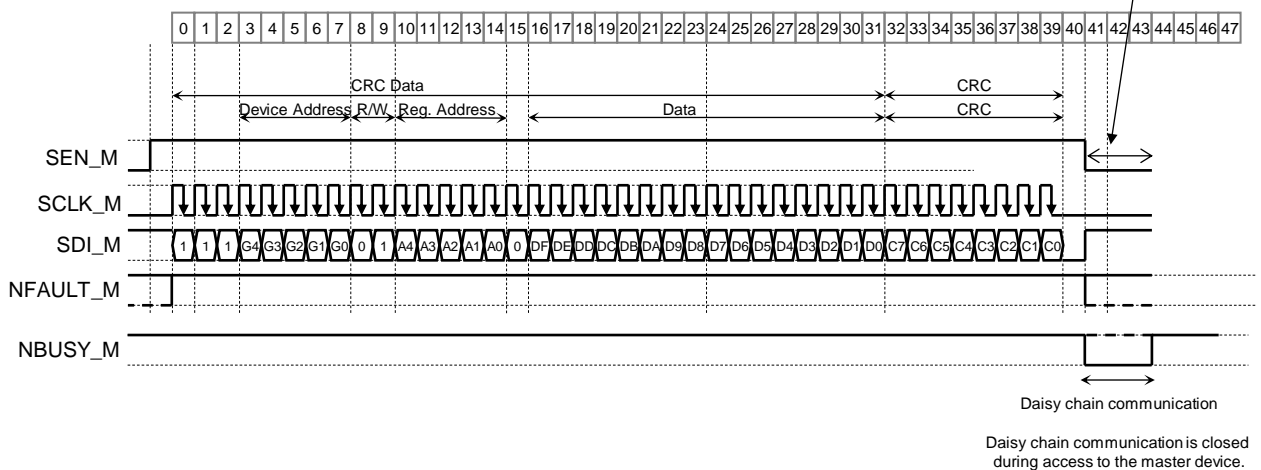 0 1 2 3 4 5 6 7 8 9 10 11 12 13 14 15 16 17 18 19 20 21 22 23 24 25 26 27 28 29 30 31 32 33 34 35 36 37 38 39 40 41 42 43 44 45 46 47
CRC Data CRC
Device Address R/W Reg. Address Data CRC
SEN_M
SCLK_M
SDI_M 1 1 1 G4 G3 G2 G1 G0 0 1 A4 A3 A2 A1 A0 0 DF DE DD DC DB DA D9 D8 D7 D6 D5 D4 D3 D2 D1 D0 C7 C6 C5 C4 C3 C2 C1 C0
NFAULT_M
NBUSY_M
Daisy chain communication
Daisy chain communication is closed
during access to the master device.